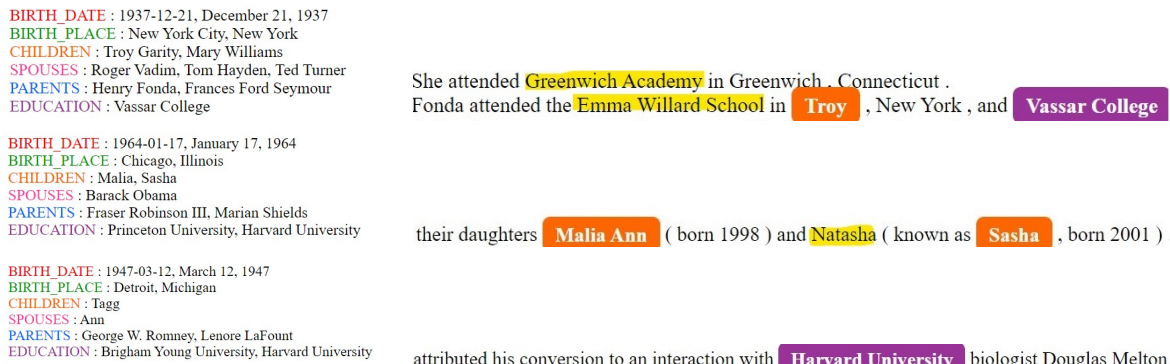 BIRTH_DATE : 1937-12-21, December 21, 1937
BIRTH_PLACE : New York City, New York
CHILDREN : Troy Garity, Mary Williams
SPOUSES : Roger Vadim, Tom Hayden, Ted Turner
PARENTS : Henry Fonda, Frances Ford Seymour
EDUCATION : Vassar College
She attended Greenwich Academy in Greenwich , Connecticut .
Fonda attended the Emma Willard School in Troy , New York , and Vassar College
BIRTH_DATE : 1964-01-17, January 17, 1964
BIRTH_PLACE : Chicago, Illinois
CHILDREN : Malia, Sasha
SPOUSES : Barack Obama
PARENTS : Fraser Robinson III, Marian Shields
EDUCATION : Princeton University, Harvard University
their daughters Malia Ann ( born 1998 ) and Natasha ( known as Sasha , born 2001 )
BIRTH_DATE : 1947-03-12, March 12, 1947
BIRTH_PLACE : Detroit, Michigan
CHILDREN : Tagg
SPOUSES : Ann
PARENTS : George W. Romney, Lenore LaFount
EDUCATION : Brigham Young University, Harvard University
attributed his conversion to an interaction with Harvard University biologist Douglas Melton